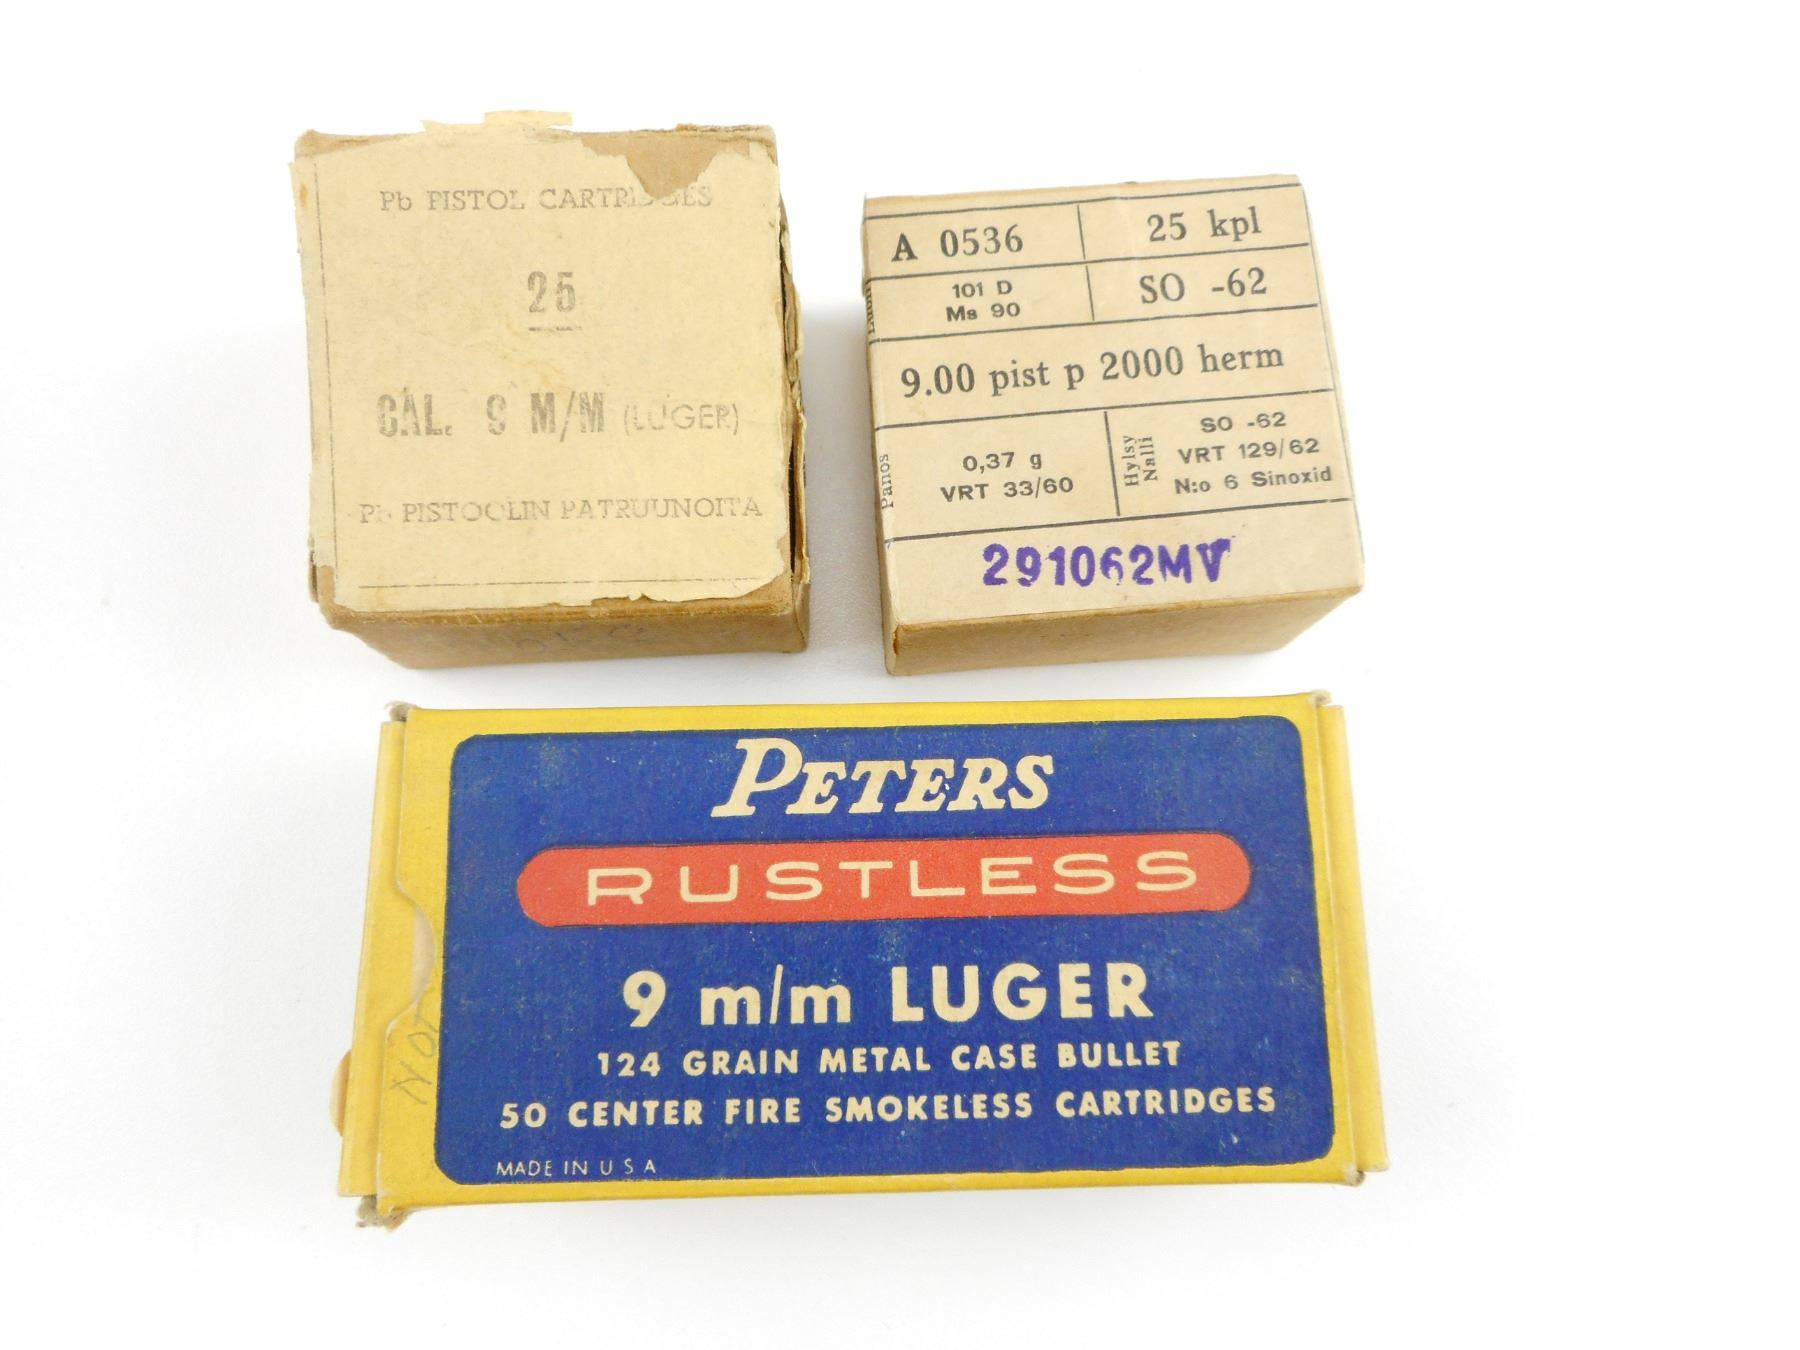 Pb PISTOL CARTRIDGES
25
CAL. 9 M/M (LUGER)
Pb PISTOOLIN PATRUUNOITA
A 0536
25 kpl
101 D
Ms 90
SO -62
9.00 pist p 2000 herm
Panos
0,37 g
VRT 33/60
Hylsy
Nalli
SO -62
VRT 129/62
N:o 6 Sinoxid
291062MV
PETERS
RUSTLESS
9 m/m LUGER
124 GRAIN METAL CASE BULLET
50 CENTER FIRE SMOKELESS CARTRIDGES
MADE IN U S A